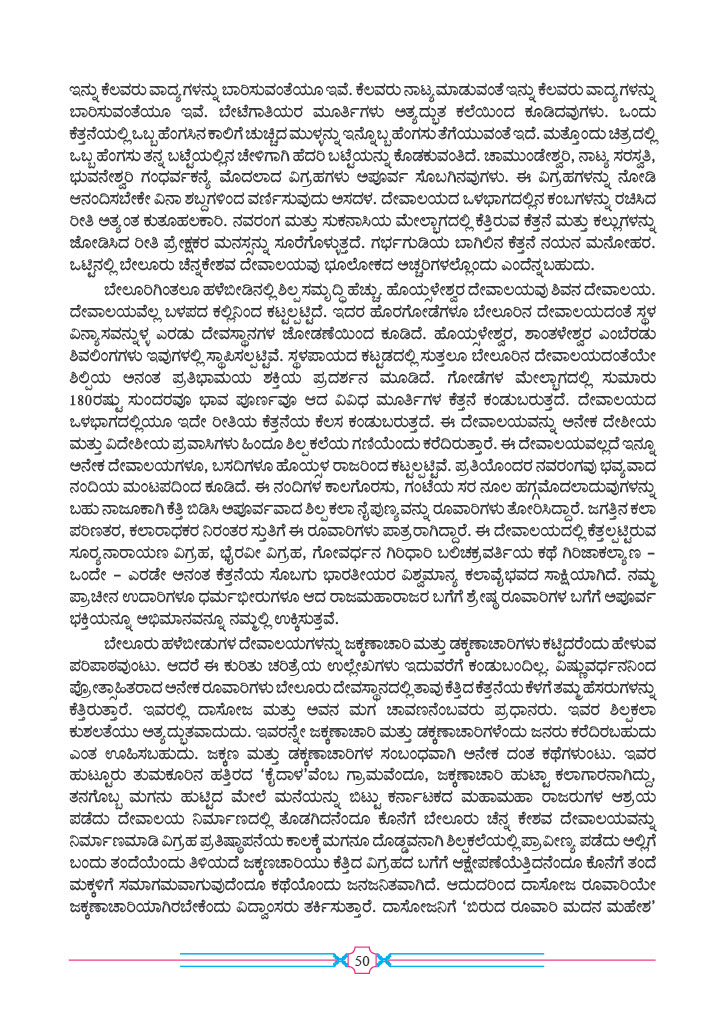 ಇನ್ನು ಕೆಲವರು ವಾದ್ಯಗಳನ್ನು ಬಾರಿಸುವಂತೆಯೂ ಇವೆ. ಕೆಲವರು ನಾಟ್ಯಮಾಡುವಂತೆ ಇನ್ನು ಕೆಲವರು ವಾದ್ಯಗಳನ್ನು
ಬಾರಿಸುವಂತೆಯೂ ಇವೆ. ಬೇಟೆಗಾತಿಯರ ಮೂರ್ತಿಗಳು ಅತ್ಯದ್ಭುತ ಕಲೆಯಿಂದ ಕೂಡಿದವುಗಳು. ಒಂದು
ಕೆತ್ತನೆಯಲ್ಲಿ ಒಬ್ಬ ಹೆಂಗಸಿನ ಕಾಲಿಗೆ ಚುಚ್ಚಿದ ಮುಳ್ಳನ್ನು ಇನ್ನೊಬ್ಬ ಹೆಂಗಸು ತೆಗೆಯುವಂತೆ ಇದೆ. ಮತ್ತೊಂದು ಚಿತ್ರದಲ್ಲಿ
ಒಬ್ಬ ಹೆಂಗಸು ತನ್ನ ಬಟ್ಟೆಯಲ್ಲಿನ ಚೇಳಿಗಾಗಿ ಹೆದರಿ ಬಟ್ಟೆಯನ್ನು ಕೊಡಕುವಂತಿದೆ. ಚಾಮುಂಡೇಶ್ವರಿ, ನಾಟ್ಯ ಸರಸ್ವತಿ,
ಭುವನೇಶ್ವರಿ ಗಂಧರ್ವಕನ್ಯೆ ಮೊದಲಾದ ವಿಗ್ರಹಗಳು ಅಪೂರ್ವ ಸೊಬಗಿನವುಗಳು. ಈ ವಿಗ್ರಹಗಳನ್ನು ನೋಡಿ
ಆನಂದಿಸಬೇಕೇ ವಿನಾ ಶಬ್ದಗಳಿಂದ ವರ್ಣಿಸುವುದು ಅಸದಳ. ದೇವಾಲಯದ ಒಳಭಾಗದಲ್ಲಿನ ಕಂಬಗಳನ್ನು ರಚಿಸಿದ
ರೀತಿ ಅತ್ಯಂತ ಕುತೂಹಲಕಾರಿ. ನವರಂಗ ಮತ್ತು ಸುಕನಾಸಿಯ ಮೇಲ್ಭಾಗದಲ್ಲಿ ಕೆತ್ತಿರುವ ಕೆತ್ತನೆ ಮತ್ತು ಕಲ್ಲುಗಳನ್ನು
ಜೋಡಿಸಿದ ರೀತಿ ಪ್ರೇಕ್ಷಕರ ಮನಸ್ಸನ್ನು ಸೂರೆಗೊಳ್ಳುತ್ತದೆ. ಗರ್ಭಗುಡಿಯ ಬಾಗಿಲಿನ ಕೆತ್ತನೆ ನಯನ ಮನೋಹರ.
ಒಟ್ಟಿನಲ್ಲಿ ಬೇಲೂರು ಚೆನ್ನಕೇಶವ ದೇವಾಲಯವು ಭೂಲೋಕದ ಅಚ್ಚರಿಗಳಲ್ಲೊಂದು ಎಂದೆನ್ನಬಹುದು.
ಬೇಲೂರಿಗಿಂತಲೂ ಹಳೆಬೀಡಿನಲ್ಲಿ ಶಿಲ್ಪ ಸಮೃದ್ಧಿ ಹೆಚ್ಚು. ಹೊಯ್ಸಳೇಶ್ವರ ದೇವಾಲಯವು ಶಿವನ ದೇವಾಲಯ.
ದೇವಾಲಯವೆಲ್ಲ ಬಳಪದ ಕಲ್ಲಿನಿಂದ ಕಟ್ಟಲ್ಪಟ್ಟಿದೆ. ಇದರ ಹೊರಗೋಡೆಗಳೂ ಬೇಲೂರಿನ ದೇವಾಲಯದಂತೆ ಸ್ಥಳ
ವಿನ್ಯಾಸವನ್ನುಳ್ಳ ಎರಡು ದೇವಸ್ಥಾನಗಳ ಜೋಡಣೆಯಿಂದ ಕೂಡಿದೆ. ಹೊಯ್ಸಳೇಶ್ವರ, ಶಾಂತಳೇಶ್ವರ ಎಂಬೆರಡು
ಶಿವಲಿಂಗಗಳು ಇವುಗಳಲ್ಲಿ ಸ್ಥಾಪಿಸಲ್ಪಟ್ಟಿವೆ. ಸ್ಥಳಪಾಯದ ಕಟ್ಟಡದಲ್ಲಿ ಸುತ್ತಲೂ ಬೇಲೂರಿನ ದೇವಾಲಯದಂತೆಯೇ
ಶಿಲ್ಪಿಯ ಅನಂತ ಪ್ರತಿಭಾಮಯ ಶಕ್ತಿಯ ಪ್ರದರ್ಶನ ಮೂಡಿದೆ. ಗೋಡೆಗಳ ಮೇಲ್ಭಾಗದಲ್ಲಿ ಸುಮಾರು
180ರಷ್ಟು ಸುಂದರವೂ ಭಾವ ಪೂರ್ಣವೂ ಆದ ವಿವಿಧ ಮೂರ್ತಿಗಳ ಕೆತ್ತನೆ ಕಂಡುಬರುತ್ತದೆ. ದೇವಾಲಯದ
ಒಳಭಾಗದಲ್ಲಿಯೂ ಇದೇ ರೀತಿಯ ಕೆತ್ತನೆಯ ಕೆಲಸ ಕಂಡುಬರುತ್ತದೆ. ಈ ದೇವಾಲಯವನ್ನು ಅನೇಕ ದೇಶೀಯ
ಮತ್ತು ವಿದೇಶೀಯ ಪ್ರವಾಸಿಗಳು ಹಿಂದೂ ಶಿಲ್ಪ ಕಲೆಯ ಗಣಿಯೆಂದು ಕರೆದಿರುತ್ತಾರೆ. ಈ ದೇವಾಲಯವಲ್ಲದೆ ಇನ್ನೂ
ಅನೇಕ ದೇವಾಲಯಗಳೂ, ಬಸದಿಗಳೂ ಹೊಯ್ಸಳ ರಾಜರಿಂದ ಕಟ್ಟಲ್ಪಟ್ಟಿವೆ. ಪ್ರತಿಯೊಂದರ ನವರಂಗವು ಭವ್ಯವಾದ
ನಂದಿಯ ಮಂಟಪದಿಂದ ಕೂಡಿದೆ. ಈ ನಂದಿಗಳ ಕಾಲಗೊರಸು, ಗಂಟೆಯ ಸರ ನೂಲ ಹಗ್ಗಮೊದಲಾದುವುಗಳನ್ನು
ಬಹು ನಾಜೂಕಾಗಿ ಕೆತ್ತಿ ಬಿಡಿಸಿ ಅಪೂರ್ವವಾದ ಶಿಲ್ಪಕಲಾ ನೈಪುಣ್ಯವನ್ನು ರೂವಾರಿಗಳು ತೋರಿಸಿದ್ದಾರೆ. ಜಗತ್ತಿನ ಕಲಾ
ಪರಿಣತರ, ಕಲಾರಾಧಕರ ನಿರಂತರ ಸ್ತುತಿಗೆ ಈ ರೂವಾರಿಗಳು ಪಾತ್ರರಾಗಿದ್ದಾರೆ. ಈ ದೇವಾಲಯದಲ್ಲಿ ಕೆತ್ತಲ್ಪಟ್ಟಿರುವ
ಸೂರ್‍ಯನಾರಾಯಣ ವಿಗ್ರಹ, ಭೈರವೀ ವಿಗ್ರಹ, ಗೋವರ್ಧನ ಗಿರಿಧಾರಿ ಬಲಿಚಕ್ರವರ್ತಿಯ ಕಥೆ ಗಿರಿಜಾಕಲ್ಯಾಣ –
ಒಂದೇ – ಎರಡೇ ಅನಂತ ಕೆತ್ತನೆಯ ಸೊಬಗು ಭಾರತೀಯರ ವಿಶ್ವಮಾನ್ಯ ಕಲಾವೈಭವದ ಸಾಕ್ಷಿಯಾಗಿದೆ. ನಮ್ಮ
ಪ್ರಾಚೀನ ಉದಾರಿಗಳೂ ಧರ್ಮಭೀರುಗಳೂ ಆದ ರಾಜಮಹಾರಾಜರ ಬಗೆಗೆ ಶ್ರೇಷ್ಠ ರೂವಾರಿಗಳ ಬಗೆಗೆ ಅಪೂರ್ವ
ಭಕ್ತಿಯನ್ನೂ ಅಭಿಮಾನವನ್ನೂ ನಮ್ಮಲ್ಲಿ ಉಕ್ಕಿಸುತ್ತವೆ.
ಬೇಲೂರು ಹಳೆಬೀಡುಗಳ ದೇವಾಲಯಗಳನ್ನು ಜಕ್ಕಣಾಚಾರಿ ಮತ್ತು ಡಕ್ಕಣಾಚಾರಿಗಳು ಕಟ್ಟಿದರೆಂದು ಹೇಳುವ
ಪರಿಪಾಠವುಂಟು. ಆದರೆ ಈ ಕುರಿತು ಚರಿತ್ರೆಯ ಉಲ್ಲೇಖಗಳು ಇದುವರೆಗೆ ಕಂಡುಬಂದಿಲ್ಲ. ವಿಷ್ಣುವರ್ಧನನಿಂದ
ಪ್ರೋತ್ಸಾಹಿತರಾದ ಅನೇಕ ರೂವಾರಿಗಳು ಬೇಲೂರು ದೇವಸ್ಥಾನದಲ್ಲಿ ತಾವು ಕೆತ್ತಿದ ಕೆತ್ತನೆಯ ಕೆಳಗೆ ತಮ್ಮ ಹೆಸರುಗಳನ್ನು
ಕೆತ್ತಿರುತ್ತಾರೆ. ಇವರಲ್ಲಿ ದಾಸೋಜ ಮತ್ತು ಅವನ ಮಗ ಚಾವಣನೆಂಬವರು ಪ್ರಧಾನರು. ಇವರ ಶಿಲ್ಪಕಲಾ
ಕುಶಲತೆಯು ಅತ್ಯದ್ಭುತವಾದುದು. ಇವರನ್ನೇ ಜಕ್ಕಣಾಚಾರಿ ಮತ್ತು ಡಕ್ಕಣಾಚಾರಿಗಳೆಂದು ಜನರು ಕರೆದಿರಬಹುದು
ಎಂತ ಊಹಿಸಬಹುದು. ಜಕ್ಕಣ ಮತ್ತು ಡಕ್ಕಣಾಚಾರಿಗಳ ಸಂಬಂಧವಾಗಿ ಅನೇಕ ದಂತ ಕಥೆಗಳುಂಟು. ಇವರ
ಹುಟ್ಟೂರು ತುಮಕೂರಿನ ಹತ್ತಿರದ ‘ಕೈದಾಳ’ವೆಂಬ ಗ್ರಾಮವೆಂದೂ, ಜಕ್ಕಣಾಚಾರಿ ಹುಟ್ಟಾ ಕಲಾಗಾರನಾಗಿದ್ದು,
ತನಗೊಬ್ಬ ಮಗನು ಹುಟ್ಟಿದ ಮೇಲೆ ಮನೆಯನ್ನು ಬಿಟ್ಟು ಕರ್ನಾಟಕದ ಮಹಾಮಹಾ ರಾಜರುಗಳ ಆಶ್ರಯ
ಪಡೆದು ದೇವಾಲಯ ನಿರ್ಮಾಣದಲ್ಲಿ ತೊಡಗಿದನೆಂದೂ ಕೊನೆಗೆ ಬೇಲೂರು ಚೆನ್ನ ಕೇಶವ ದೇವಾಲಯವನ್ನು
ನಿರ್ಮಾಣಮಾಡಿ ವಿಗ್ರಹ ಪ್ರತಿಷ್ಠಾಪನೆಯ ಕಾಲಕ್ಕೆ ಮಗನೂ ದೊಡ್ಡವನಾಗಿ ಶಿಲ್ಪಕಲೆಯಲ್ಲಿ ಪ್ರಾವೀಣ್ಯ ಪಡೆದು ಅಲ್ಲಿಗೆ
ಬಂದು ತಂದೆಯೆಂದು ತಿಳಿಯದೆ ಜಕ್ಕಣಚಾರಿಯು ಕೆತ್ತಿದ ವಿಗ್ರಹದ ಬಗೆಗೆ ಆಕ್ಷೇಪಣೆಯೆತ್ತಿದನೆಂದೂ ಕೊನೆಗೆ ತಂದೆ
ಮಕ್ಕಳಿಗೆ ಸಮಾಗಮವಾಗುವುದೆಂದೂ ಕಥೆಯೊಂದು ಜನಜನಿತವಾಗಿದೆ. ಆದುದರಿಂದ ದಾಸೋಜ ರೂವಾರಿಯೇ
ಜಕ್ಕಣಾಚಾರಿಯಾಗಿರಬೇಕೆಂದು ವಿದ್ವಾಂಸರು ತರ್ಕಿಸುತ್ತಾರೆ. ದಾಸೋಜನಿಗೆ ‘ಬಿರುದ ರೂವಾರಿ ಮದನ ಮಹೇಶ’
50